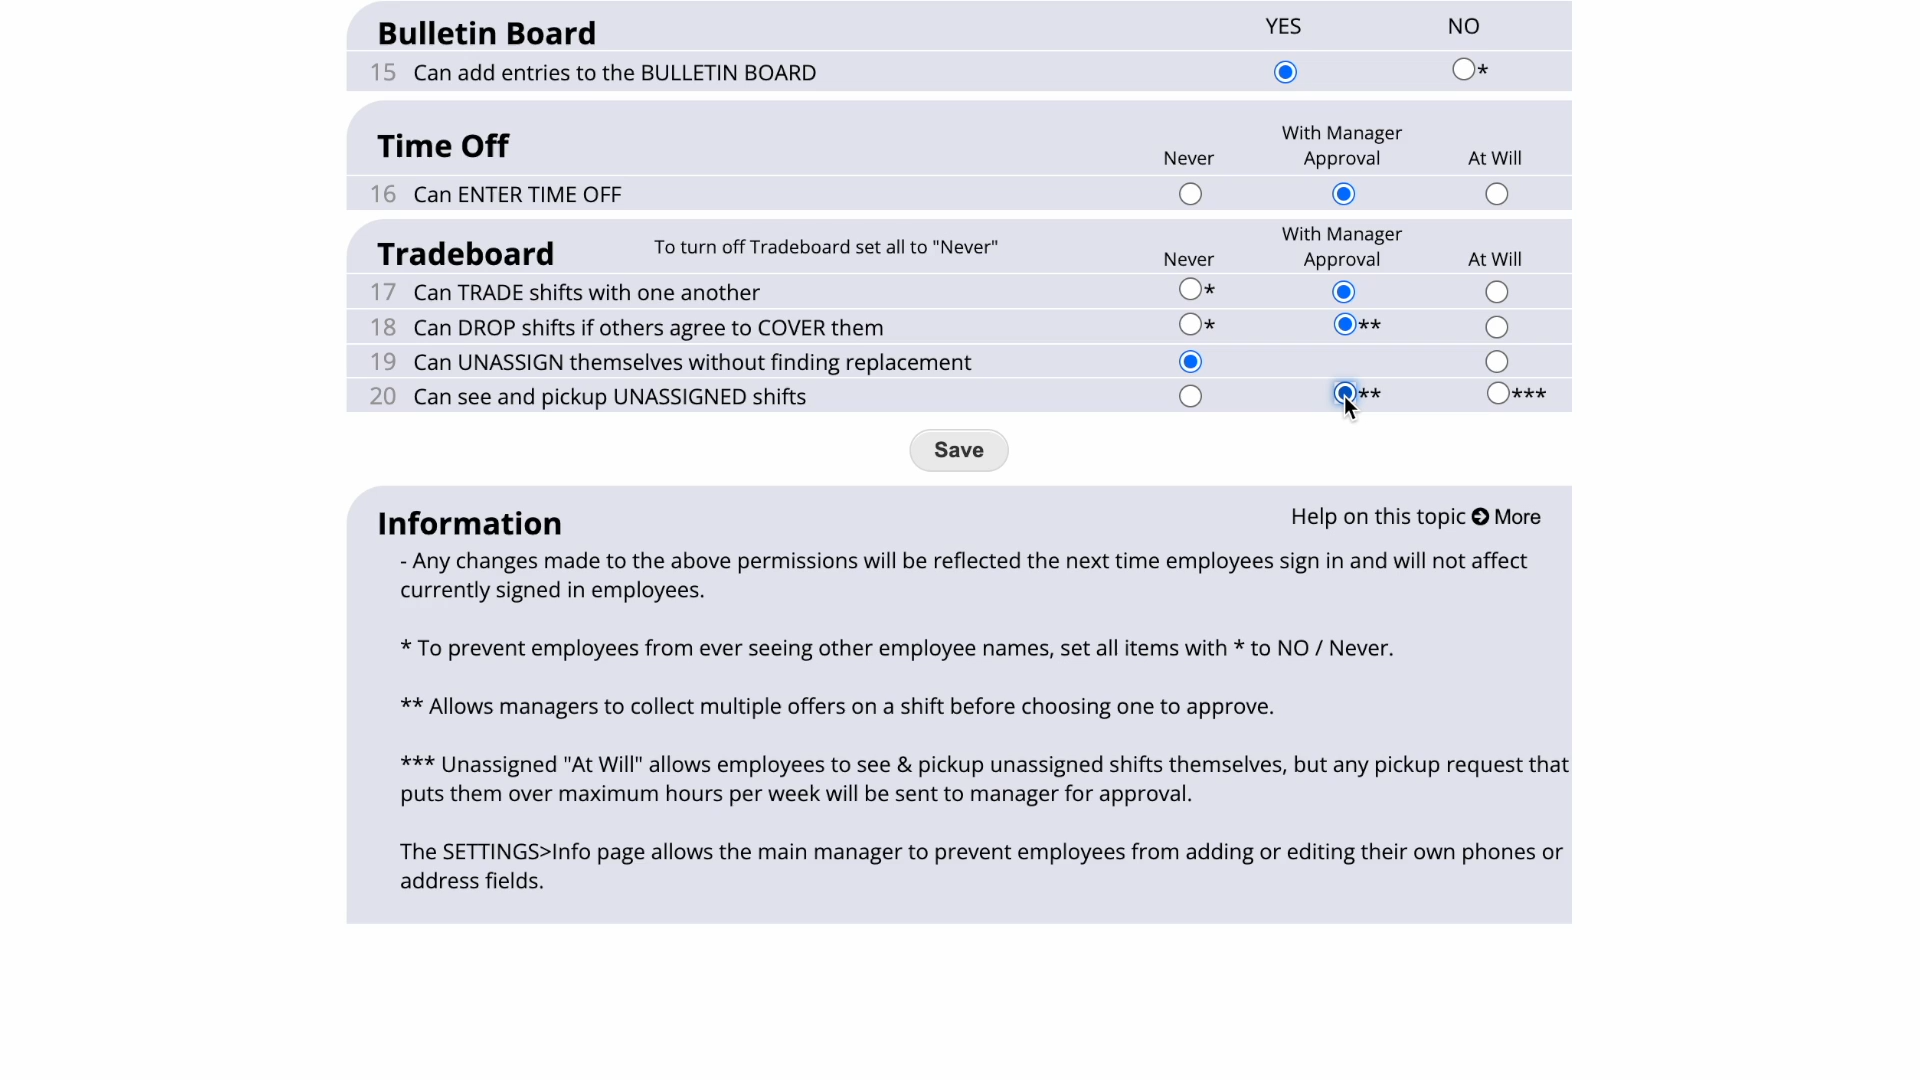 Bulletin Board YES NO
15 Can add entries to the BULLETIN BOARD *
Time Off Never With Manager Approval At Will
16 Can ENTER TIME OFF
Tradeboard To turn off Tradeboard set all to "Never" Never With Manager Approval At Will
17 Can TRADE shifts with one another *
18 Can DROP shifts if others agree to COVER them * **
19 Can UNASSIGN themselves without finding replacement
20 Can see and pickup UNASSIGNED shifts ** ***
Save
Information Help on this topic More
- Any changes made to the above permissions will be reflected the next time employees sign in and will not affect
currently signed in employees.
* To prevent employees from ever seeing other employee names, set all items with * to NO / Never.
** Allows managers to collect multiple offers on a shift before choosing one to approve.
*** Unassigned "At Will" allows employees to see & pickup unassigned shifts themselves, but any pickup request that
puts them over maximum hours per week will be sent to manager for approval.
The SETTINGS>Info page allows the main manager to prevent employees from adding or editing their own phones or
address fields.